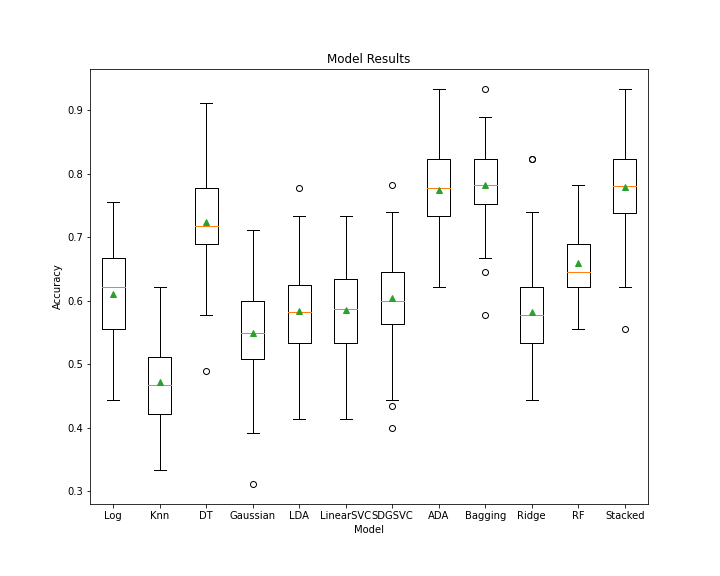 Model Results
Accuracy
0.9
0.8
0.7
0.6
0.5
0.4
0.3
Log Knn DT Gaussian LDA LinearSVC SDGSVC ADA Bagging Ridge RF Stacked
Model